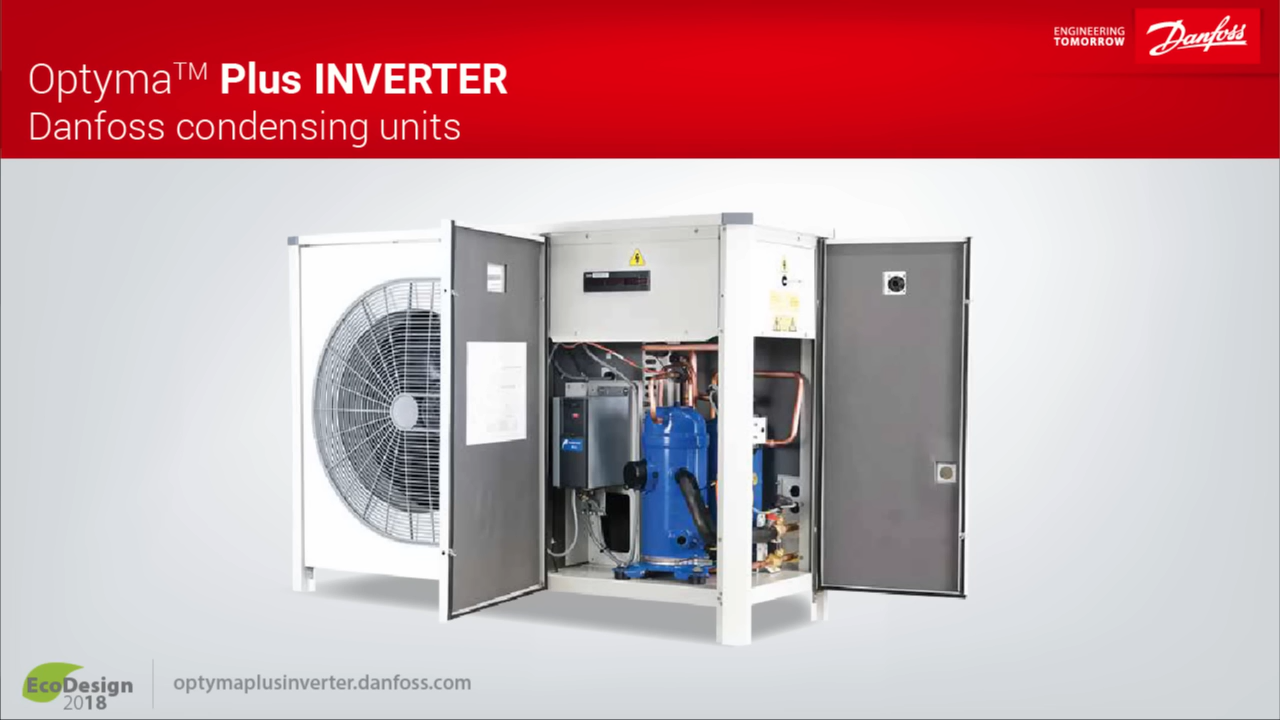 ENGINEERING
TOMORROW
Danfoss
Optyma™ Plus INVERTER
Danfoss condensing units
EcoDesign
2018
optymaplusinverter.danfoss.com